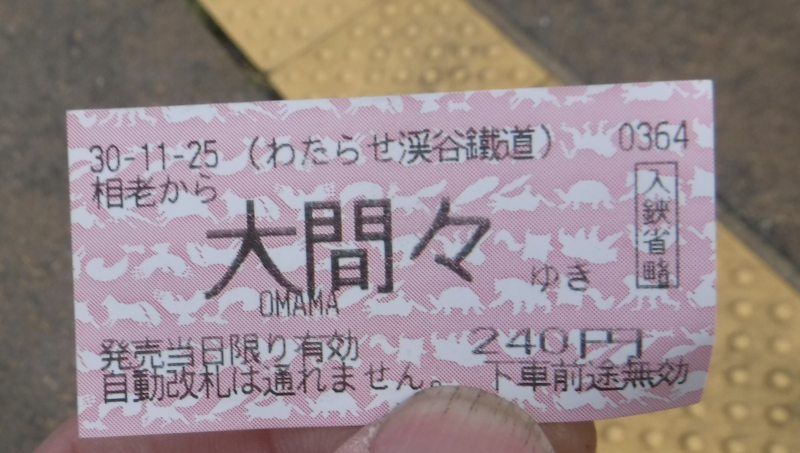 30-11-25 (わたらせ渓谷鐵道) 0364
相老から
入鋏省略
大間々 ゆき
OMAMA
発売当日限り有効 240円
自動改札は通れません。 下車前途無効